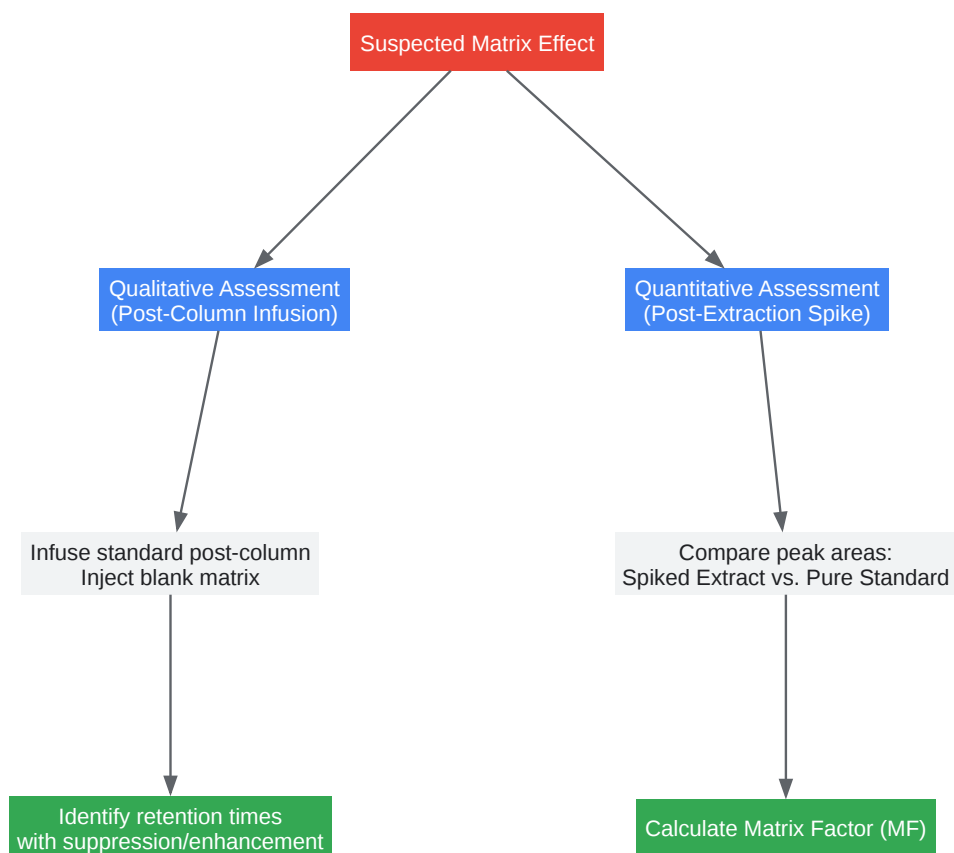 Suspected Matrix Effect
Qualitative Assessment
(Post-Column Infusion)
Quantitative Assessment
(Post-Extraction Spike)
Infuse standard post-column
Inject blank matrix
Compare peak areas:
Spiked Extract vs. Pure Standard
Identify retention times
with suppression/enhancement
Calculate Matrix Factor (MF)